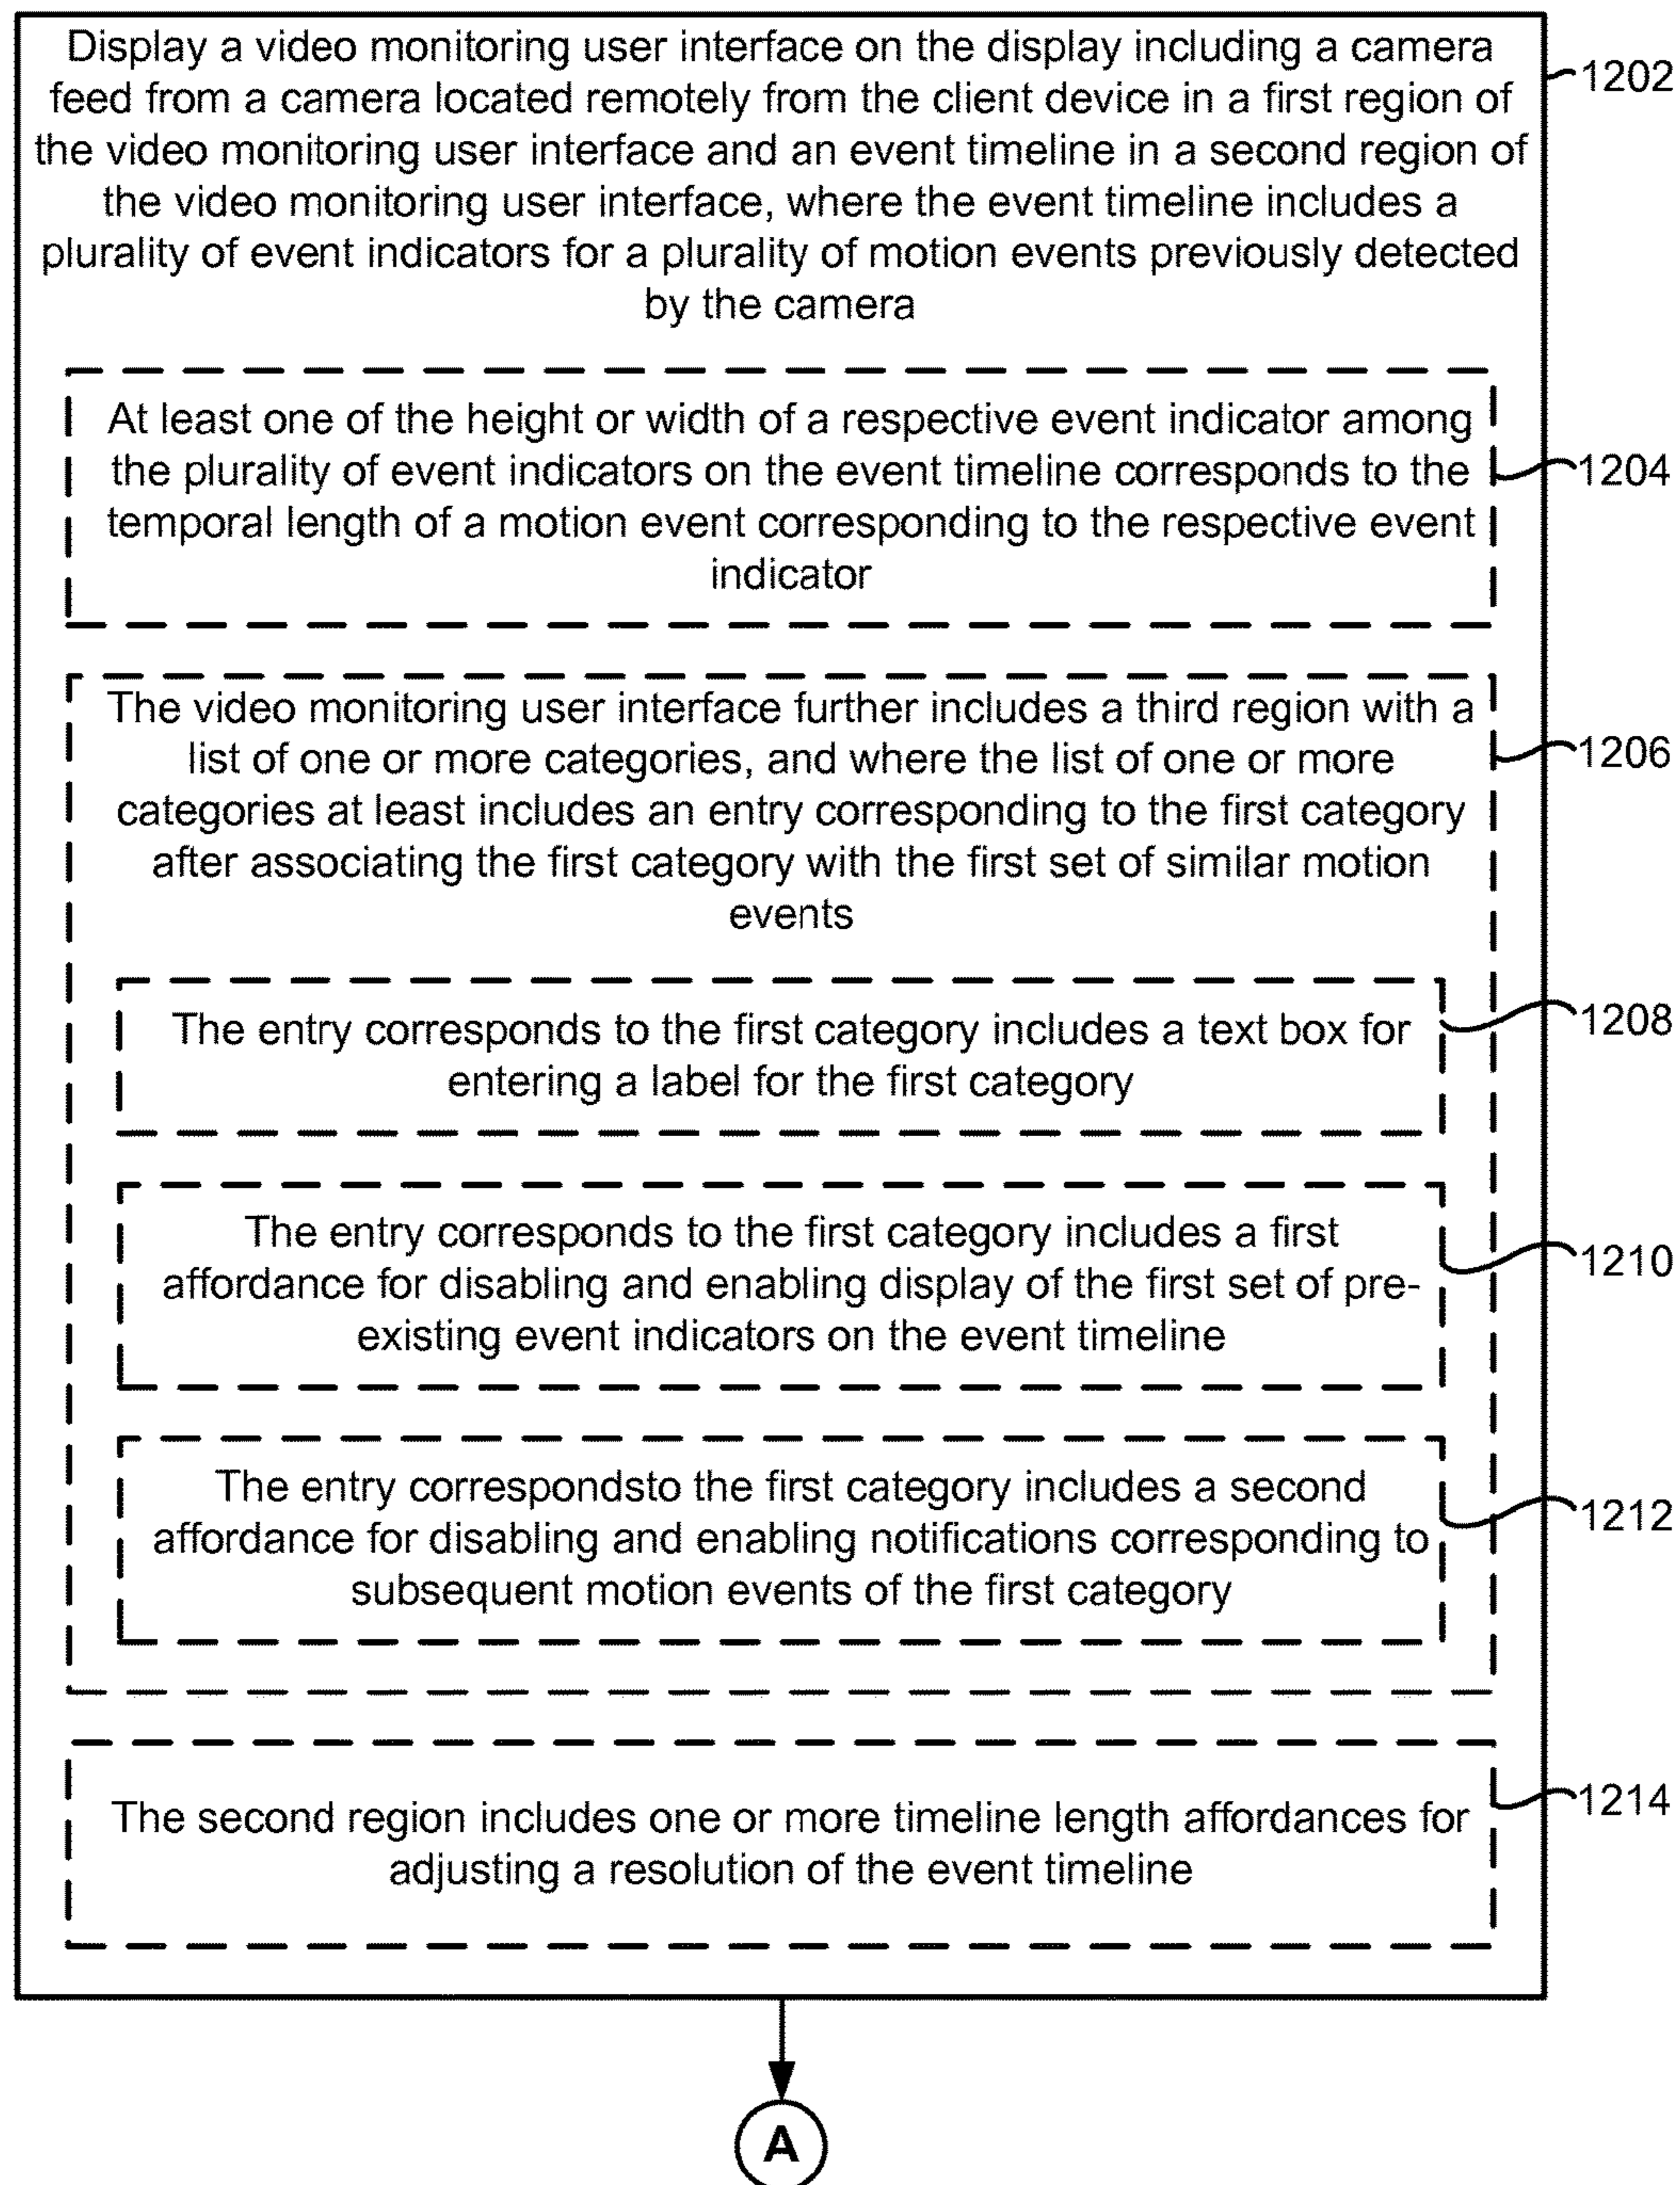 Display a video monitoring user interface on the display including a camera
feed from a camera located remotely from the client device in a first region of
the video monitoring user interface and an event timeline in a second region of
the video monitoring user interface, where the event timeline includes a
plurality of event indicators for a plurality of motion events previously detected
by the camera
1202
At least one of the height or width of a respective event indicator among
the plurality of event indicators on the event timeline corresponds to the
temporal length of a motion event corresponding to the respective event
indicator
1204
The video monitoring user interface further includes a third region with a
list of one or more categories, and where the list of one or more
categories at least includes an entry corresponding to the first category
after associating the first category with the first set of similar motion
events
1206
The entry corresponds to the first category includes a text box for
entering a label for the first category
1208
The entry corresponds to the first category includes a first
affordance for disabling and enabling display of the first set of pre-
existing event indicators on the event timeline
1210
The entry correspondsto the first category includes a second
affordance for disabling and enabling notifications corresponding to
subsequent motion events of the first category
1212
The second region includes one or more timeline length affordances for
adjusting a resolution of the event timeline
1214
A